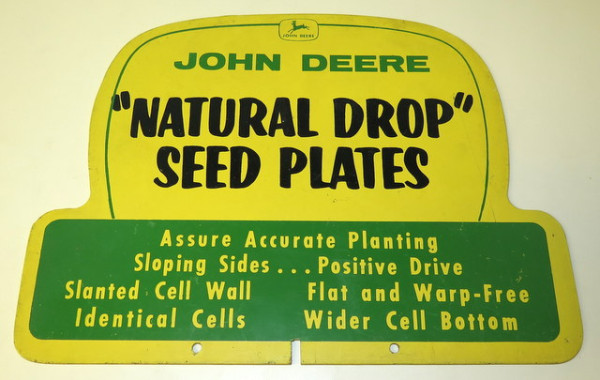 JOHN DEERE
JOHN DEERE
"NATURAL DROP"
SEED PLATES
Assure Accurate Planting
Sloping Sides... Positive Drive
Slanted Cell Wall Flat and Warp-Free
Identical Cells Wider Cell Bottom